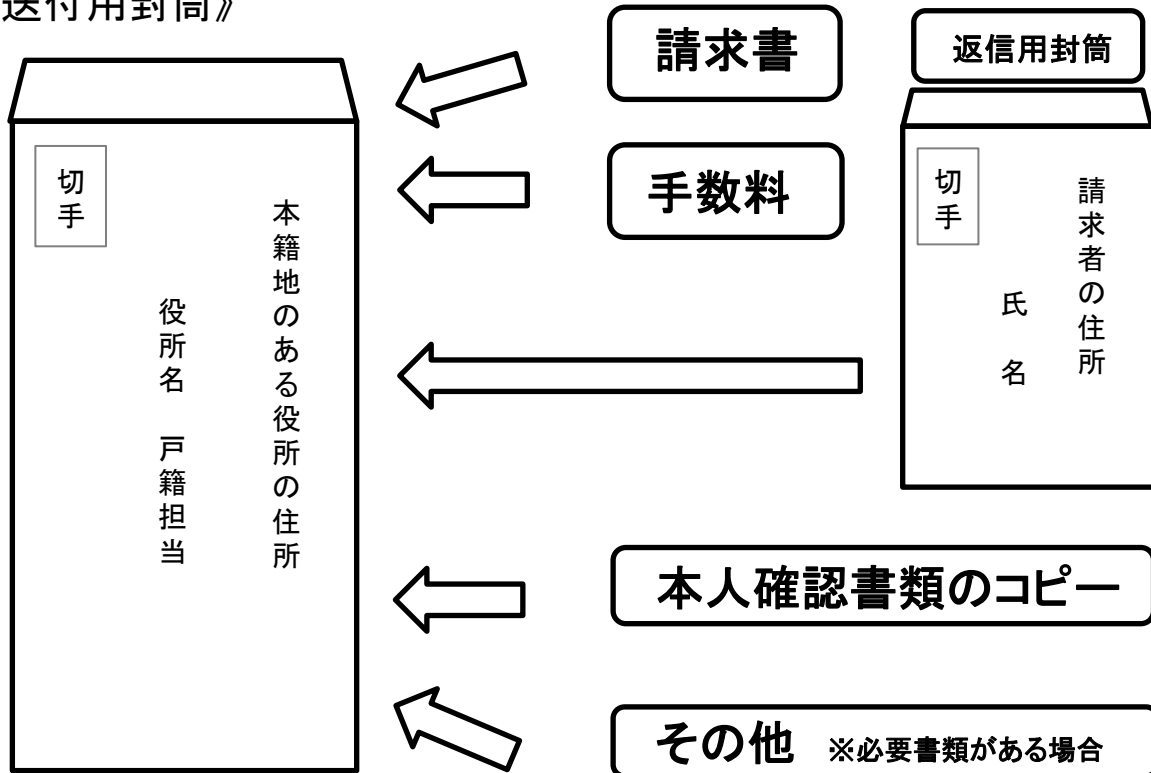 送付用封筒》
切手
本籍地のある役所の住所
役所名　戸籍担当
請求書
手数料
返信用封筒
切手
請求者の住所
氏　名
本人確認書類のコピー
その他　※必要書類がある場合